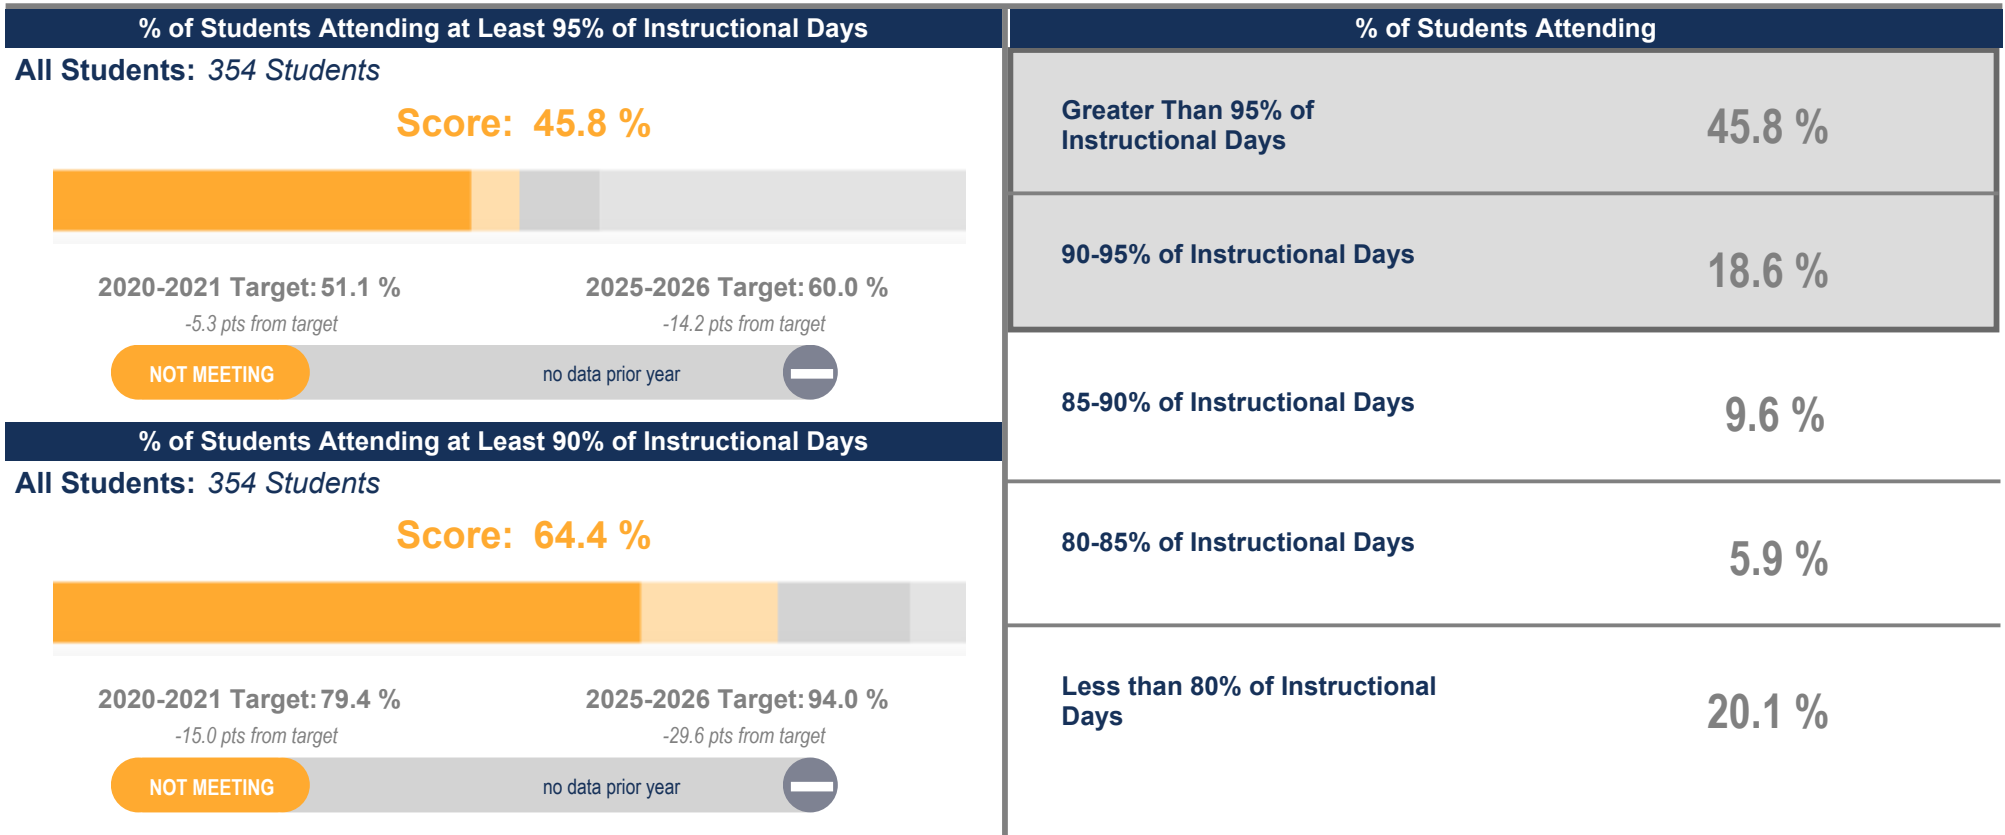 % of Students Attending at Least 95% of Instructional Days
All Students: 354 Students
Score: 45.8 %
2020-2021 Target: 51.1 %
-5.3 pts from target
2025-2026 Target: 60.0 %
-14.2 pts from target
NOT MEETING
no data prior year
% of Students Attending at Least 90% of Instructional Days
All Students: 354 Students
Score: 64.4 %
2020-2021 Target: 79.4 %
-15.0 pts from target
2025-2026 Target: 94.0 %
-29.6 pts from target
NOT MEETING
no data prior year
% of Students Attending
Greater Than 95% of
Instructional Days
45.8 %
90-95% of Instructional Days
18.6 %
85-90% of Instructional Days
9.6 %
80-85% of Instructional Days
5.9 %
Less than 80% of Instructional
Days
20.1 %